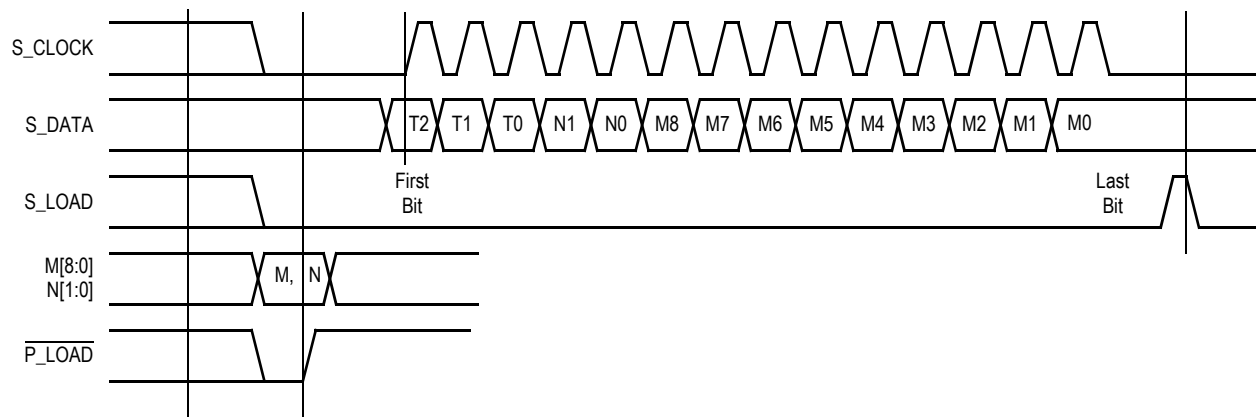 S_CLOCK
S_DATA
T2 T1 T0 N1 N0 M8 M7 M6 M5 M4 M3 M2 M1 M0
First
Bit
Last
Bit
S_LOAD
M[8:0]
N[1:0]
M, N
P_LOAD